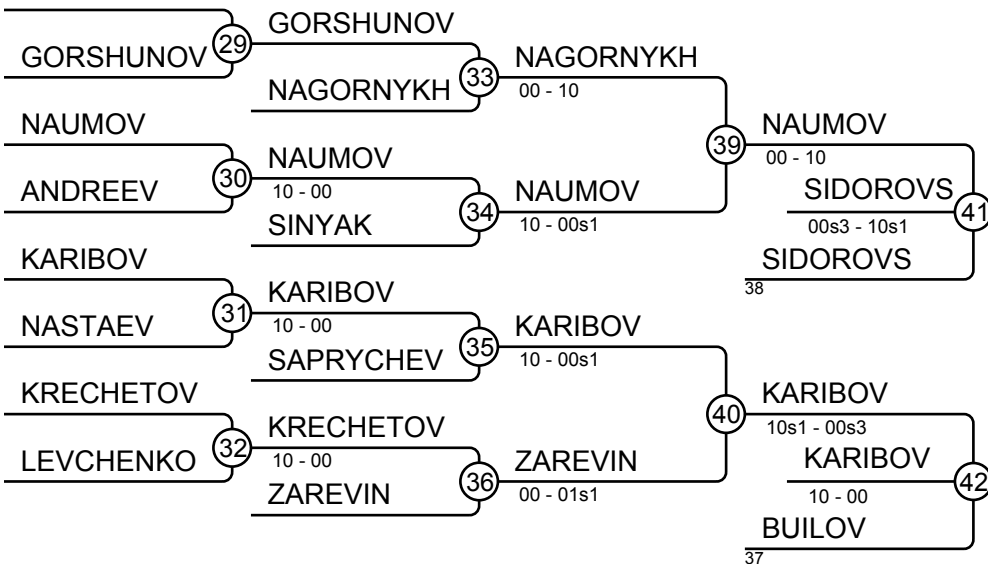 GORSHUNOV
GORSHUNOV
29
NAGORNYKH
33
NAGORNYKH
00 - 10
NAUMOV
ANDREEV
30
NAUMOV
10 - 00
SINYAK
34
NAUMOV
10 - 00s1
39
NAUMOV
00 - 10
SIDOROVS
00s3 - 10s1
41
SIDOROVS
38
KARIBOV
NASTAEV
31
KARIBOV
10 - 00
SAPRYCHEV
35
KARIBOV
10 - 00s1
KRECHETOV
LEVCHENKO
32
KRECHETOV
10 - 00
ZAREVIN
36
ZAREVIN
00 - 01s1
40
KARIBOV
10s1 - 00s3
KARIBOV
10 - 00
42
BUILOV
37